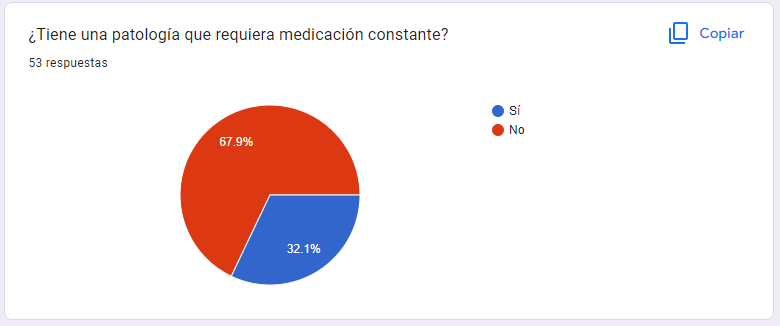 ¿Tiene una patología que requiera medicación constante?
Copiar
53 respuestas
Sí
No
67.9%
32.1%